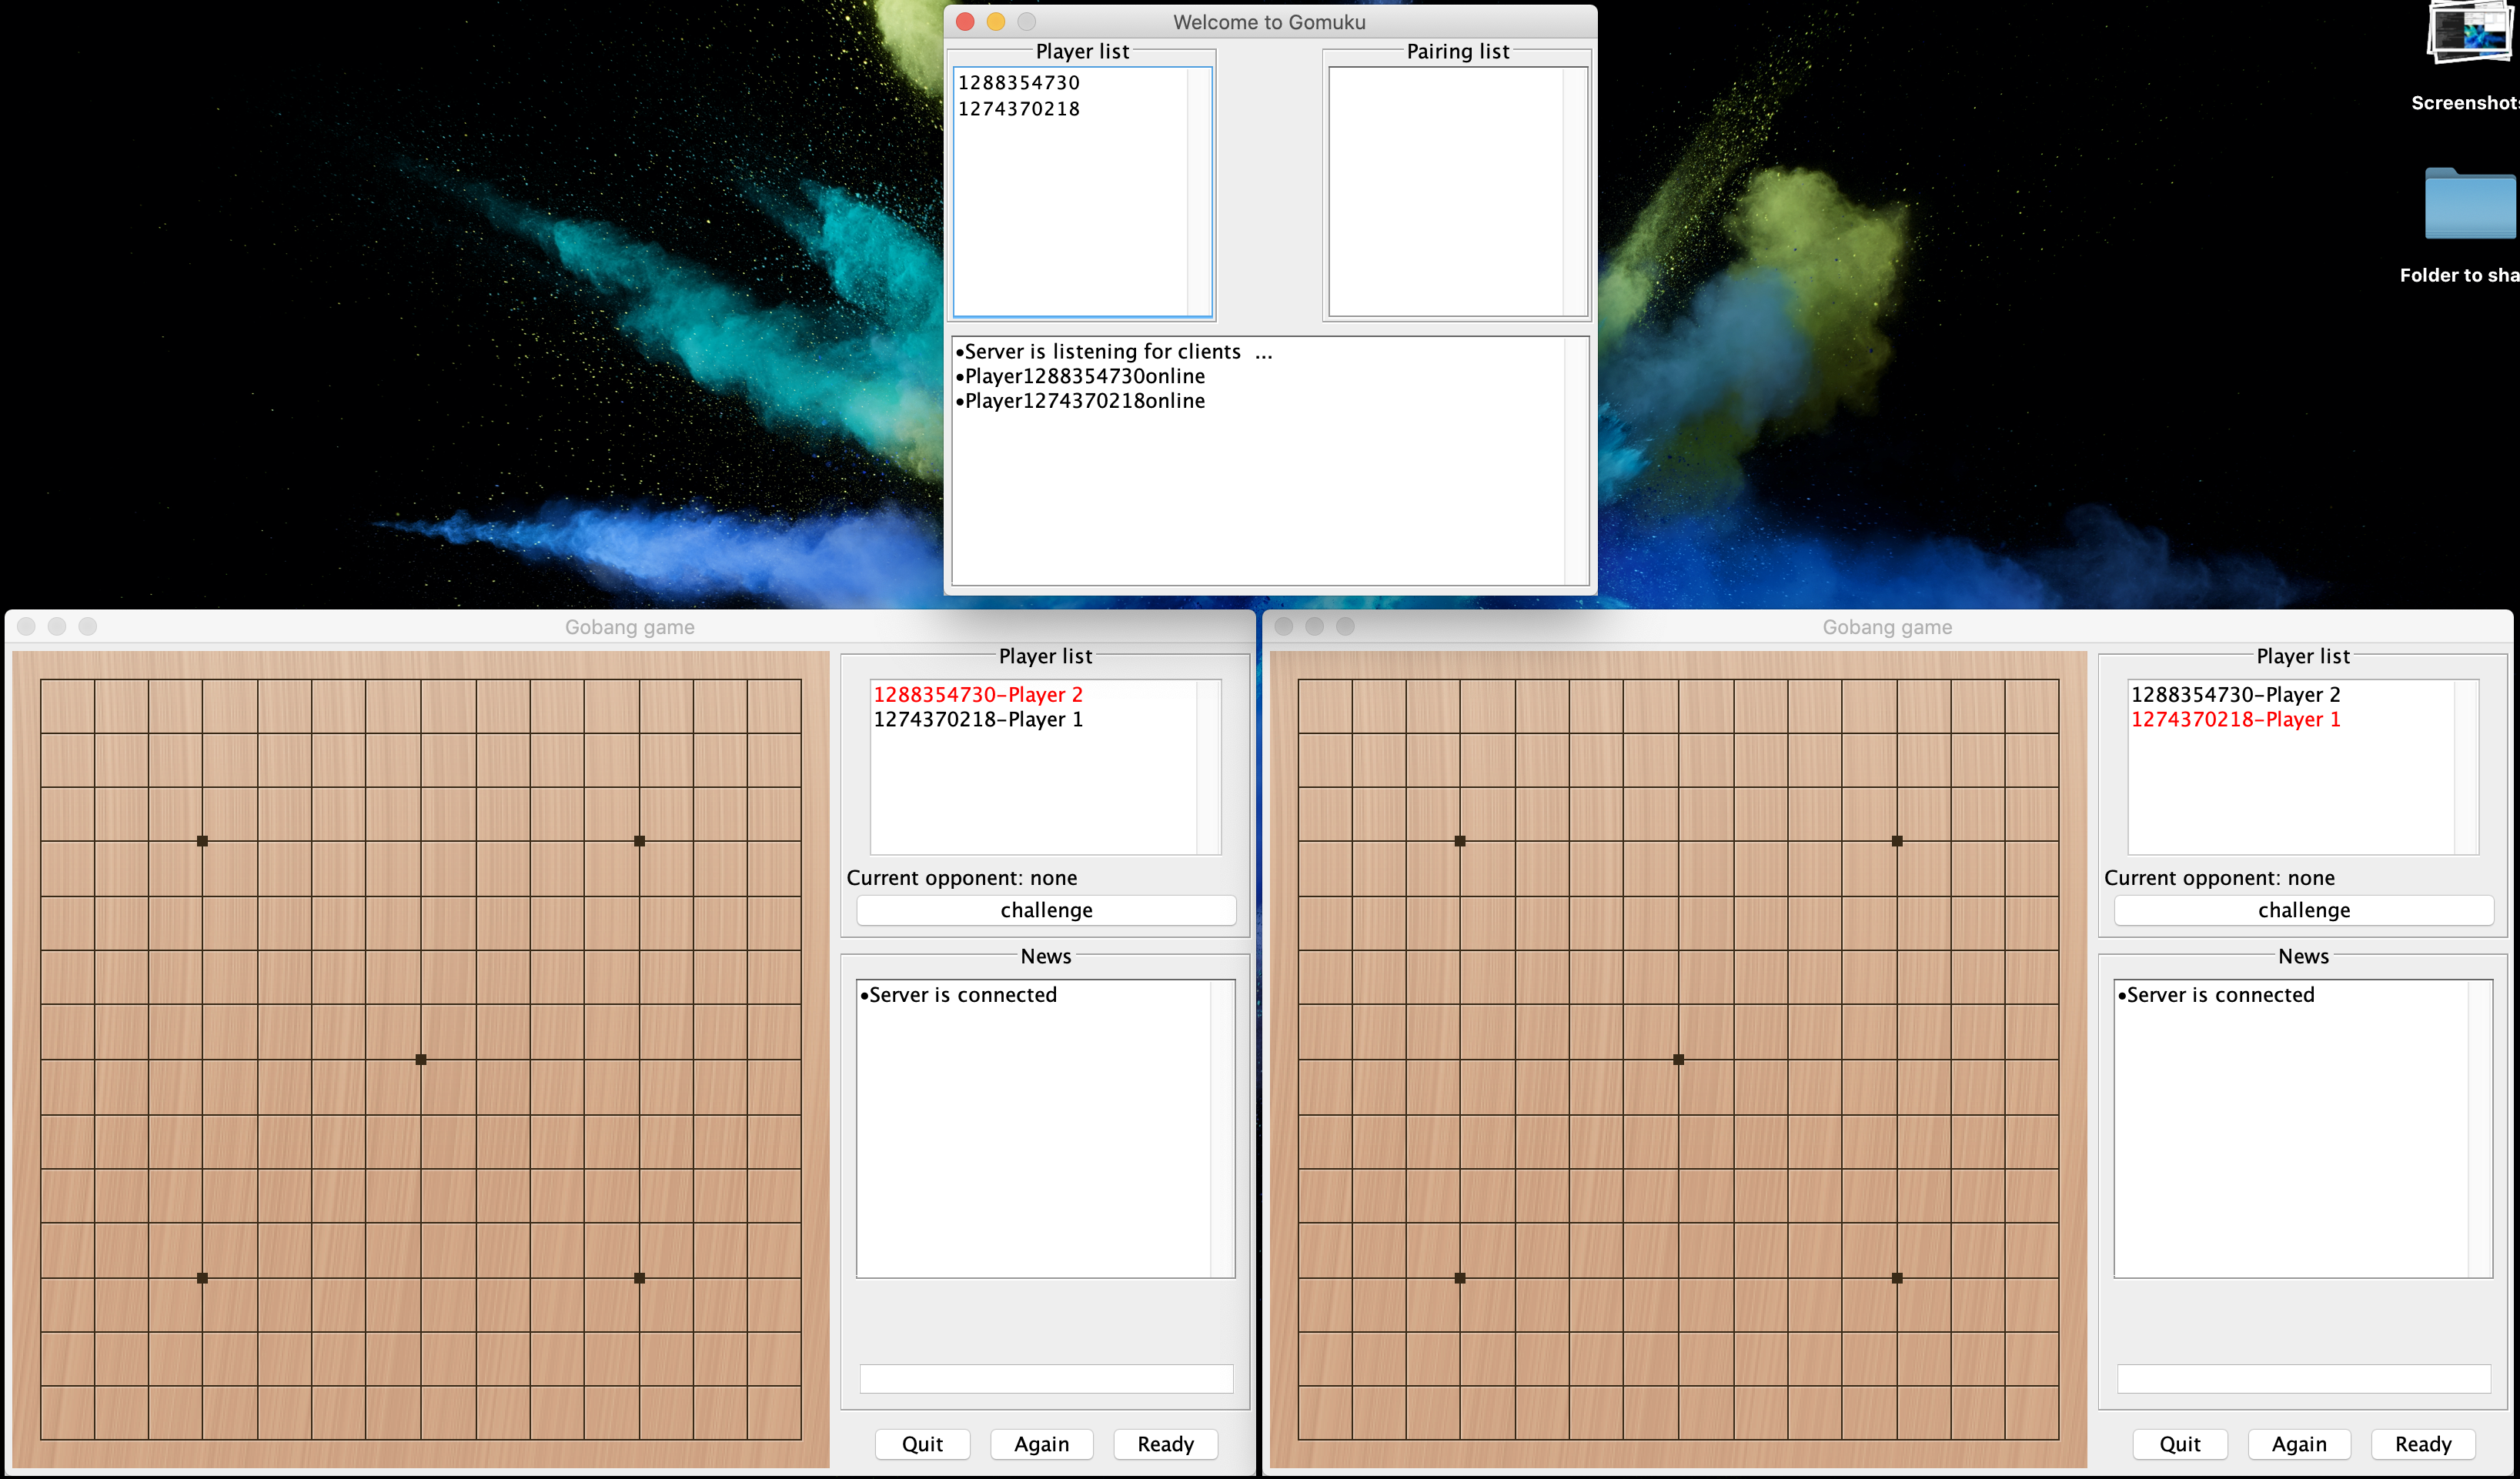 Welcome to Gomuku
Player list
1288354730
1274370218
Pairing list
•Server is listening for clients ...
•Player1288354730online
•Player1274370218online
Screenshot
Folder to sha
Gobang game
Player list
1288354730-Player 2
1274370218-Player 1
Current opponent: none
challenge
News
•Server is connected
Quit
Again
Ready
Gobang game
Player list
1288354730-Player 2
1274370218-Player 1
Current opponent: none
challenge
News
•Server is connected
Quit
Again
Ready